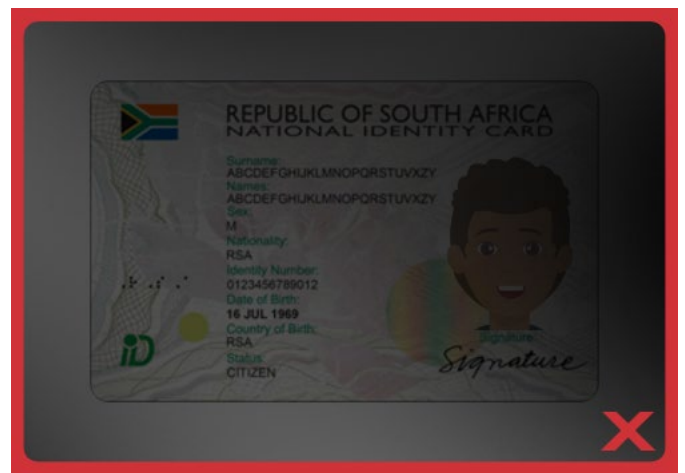 REPUBLIC OF SOUTH AFRICA
NATIONAL IDENTITY CARD
Surname:
ABCDEFGHIJKLMNOPQRSTUVXZY
Names:
ABCDEFGHIJKLMNOPQRSTUVXZY
Sex:
M
Nationality:
RSA
Identity Number:
0123456789012
Date of Birth:
16 JUL 1969
Country of Birth:
RSA
Status:
CITIZEN
Signature:
Signature
iD
X